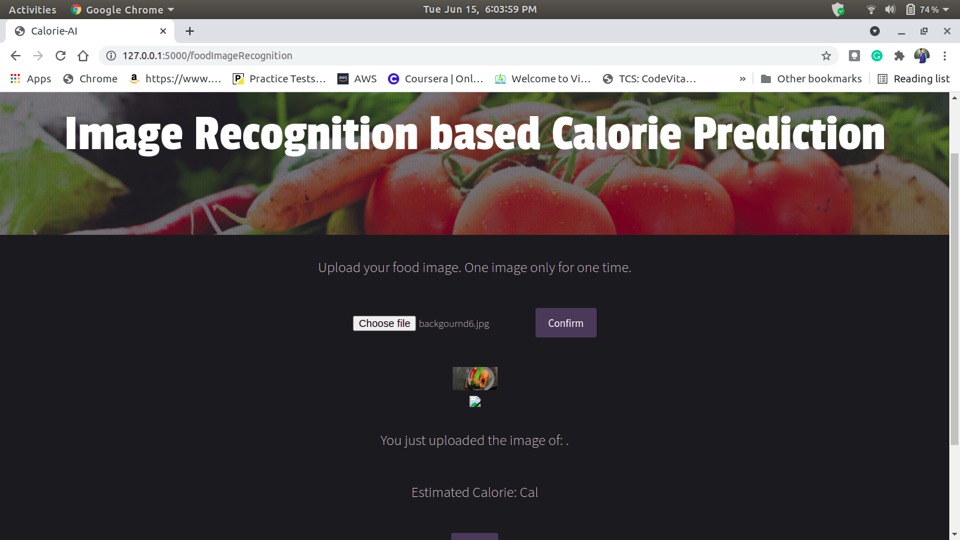 Activities Google Chrome Tue Jun 15, 6:03:59 PM 74 %
Calorie-AI
127.0.0.1:5000/foodImageRecognition
Apps Chrome https://www.... Practice Tests... AWS Coursera | Onl... Welcome to Vi... TCS: CodeVita... » Other bookmarks Reading list
Image Recognition based Calorie Prediction
Upload your food image. One image only for one time.
Choose file backgournd6.jpg Confirm
You just uploaded the image of: .
Estimated Calorie: Cal